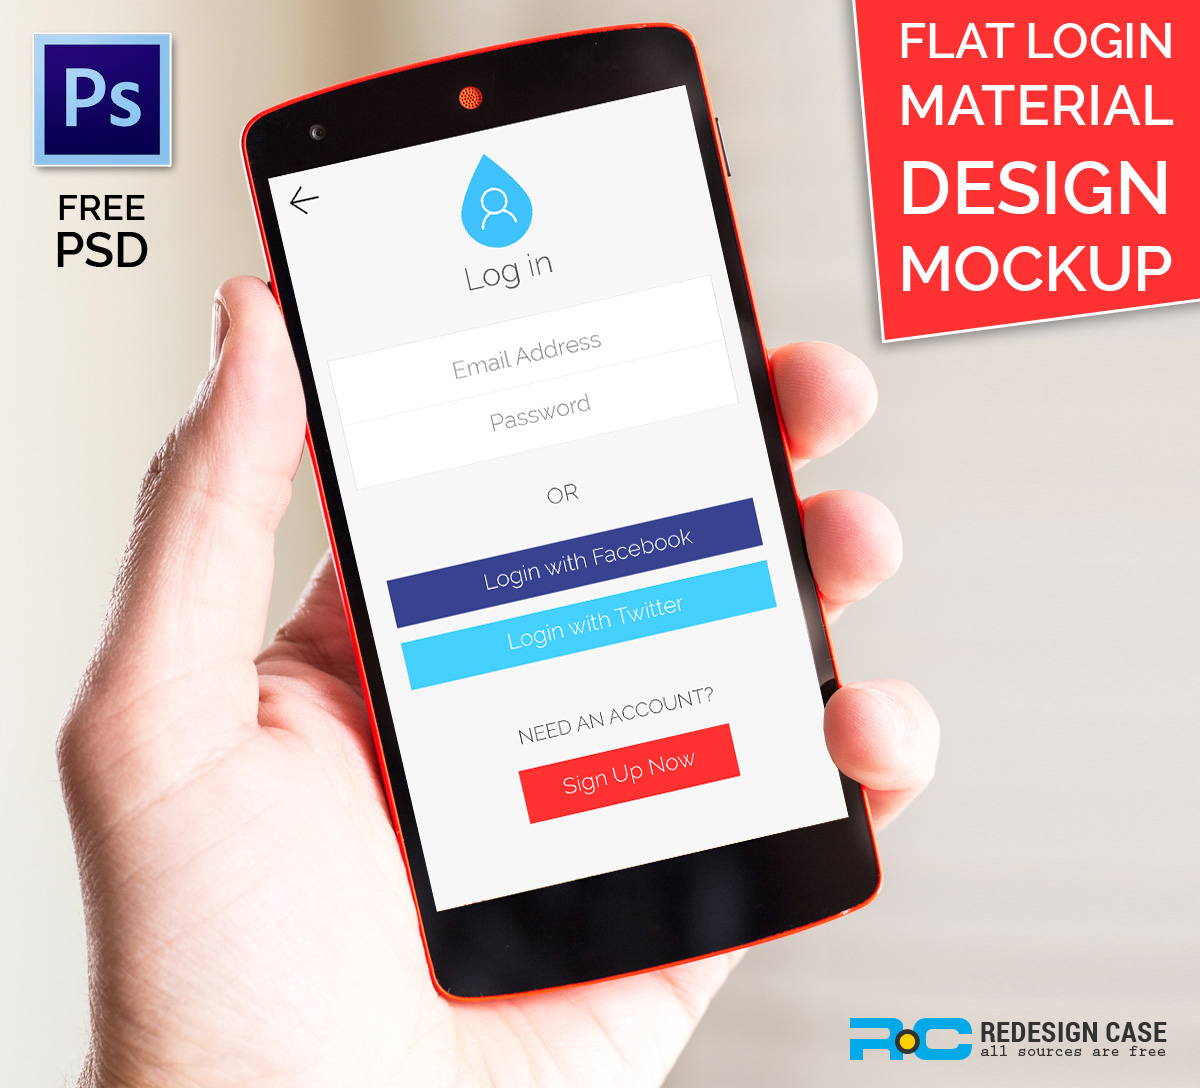 Ps
FREE
PSD
FLAT LOGIN
MATERIAL
DESIGN
MOCKUP
Log in
Email Address
Password
OR
Login with Facebook
Login with Twitter
NEED AN ACCOUNT?
Sign Up Now
RC REDESIGN CASE
all sources are free